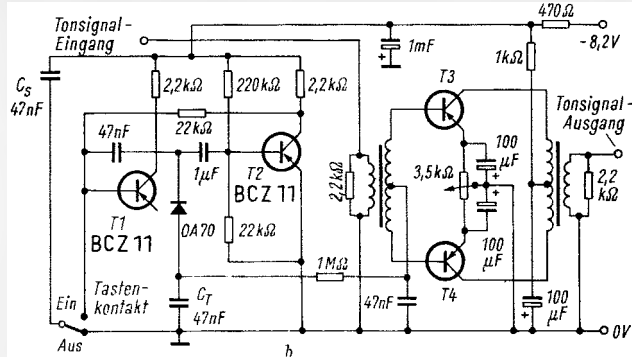 Tonsignal-
Eingang
470Ω
-8,2V
1mF
+
1kΩ
C_S
47nF
2,2kΩ
220kΩ
2,2kΩ
T3
Tonsignal-
Ausgang
22kΩ
47nF
1µF
T2
BCZ 11
100
µF
+
3,5kΩ
2,2kΩ
2,2
kΩ
T1
BCZ 11
OA70
22kΩ
+
100
µF
Tasten-
kontakt
Ein
Aus
C_T
47nF
1MΩ
47nF
T4
100
µF
+
0V
b